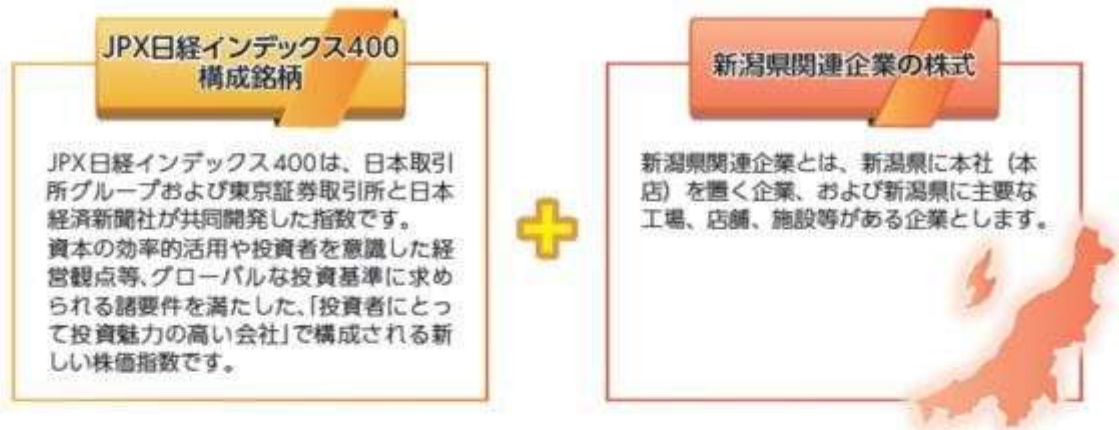 JPX日経インデックス400
構成銘柄
JPX日経インデックス400は、日本取引
所グループおよび東京証券取引所と日本
経済新聞社が共同開発した指数です。
資本の効率的活用や投資者を意識した経
営観点等、グローバルな投資基準に求め
られる諸要件を満たした、「投資者にとっ
て投資魅力の高い会社」で構成される新
しい株価指数です。
新潟県関連企業の株式
新潟県関連企業とは、新潟県に本社（本
店）を置く企業、および新潟県に主要な
工場、店舗、施設等がある企業とします。